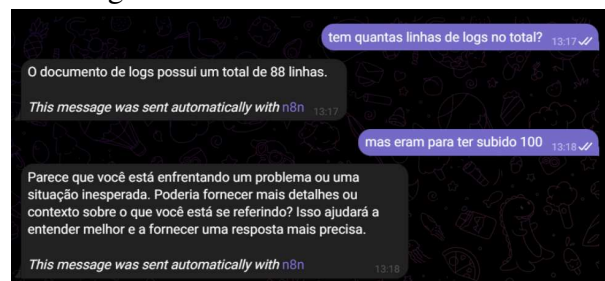 tem quantas linhas de logs no total? 13:17
O documento de logs possui um total de 88 linhas.
This message was sent automatically with n8n 13:17
mas eram para ter subido 100 13:18
Parece que você está enfrentando um problema ou uma
situação inesperada. Poderia fornecer mais detalhes ou
contexto sobre o que você está se referindo? Isso ajudará a
entender melhor e a fornecer uma resposta mais precisa.
This message was sent automatically with n8n 13:18